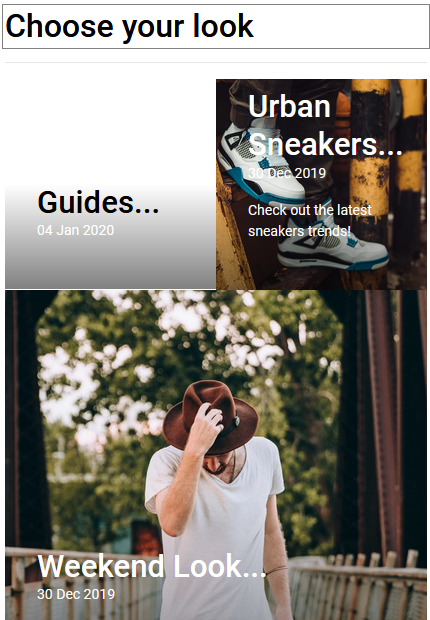 Choose your look
Guides...
04 Jan 2020
Urban
Sneakers...
30 Dec 2019
Check out the latest
sneakers trends!
Weekend Look...
30 Dec 2019